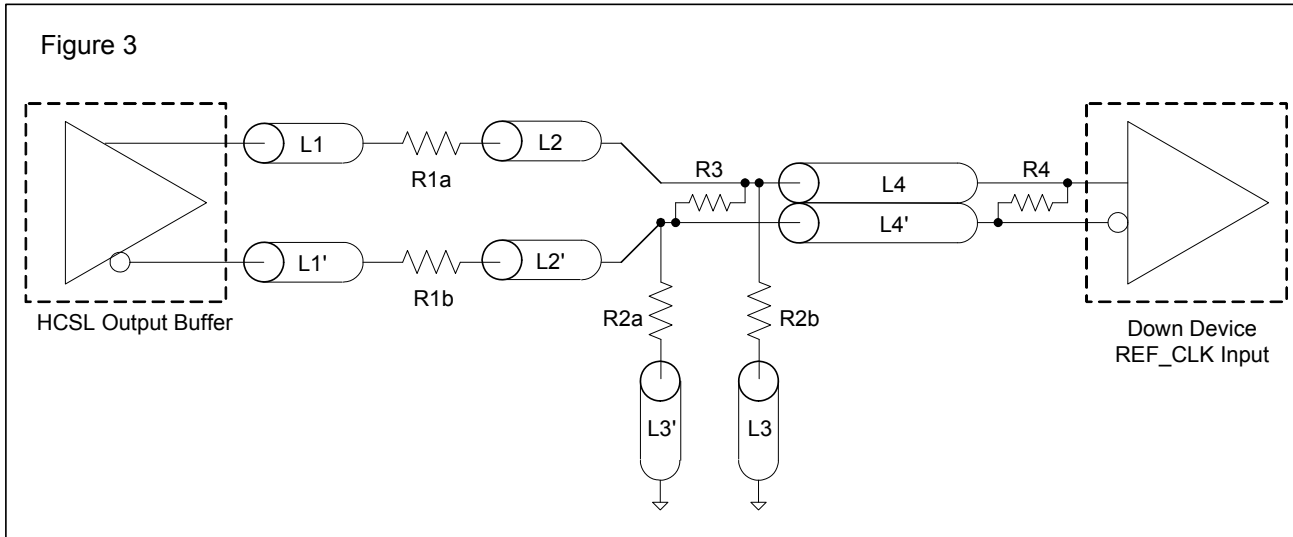 Figure 3
L1
R1a
L2
R3
L4
R4
L4'
L1'
R1b
L2'
HCSL Output Buffer
R2a
R2b
Down Device
REF_CLK Input
L3'
L3